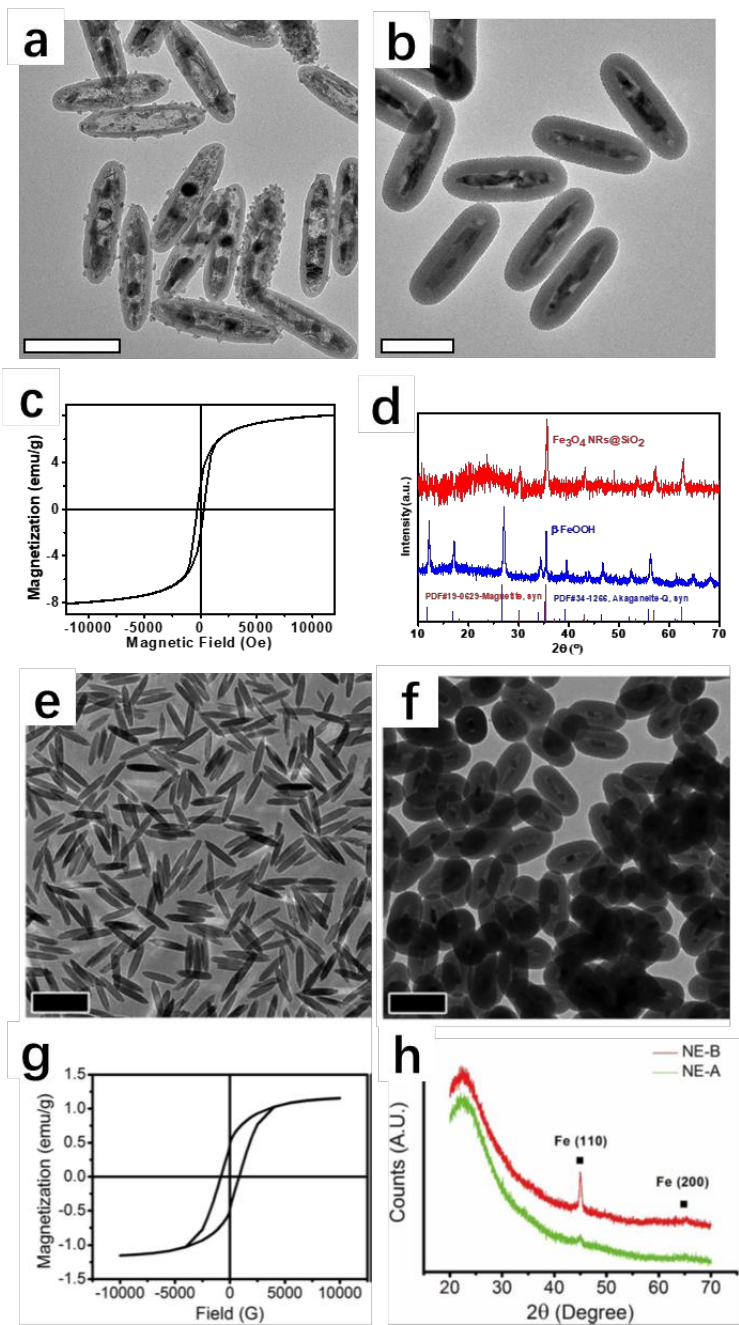 a
b
c
Magnetization (emu/g)
4
0
-4
-8
-10000 -5000 0 5000 10000
Magnetic Field (Oe)
d
Intensity (a.u.)
Fe₃O₄ NRs@SiO₂
β-FeOOH
PDF#19-0629-Magnetite, syn
PDF#34-1266, Akaganeite-Q, syn
10 20 30 40 50 60 70
2θ (°)
e
f
g
Magnetization (emu/g)
1.5
1.0
0.5
0.0
-0.5
-1.0
-1.5
-10000 -5000 0 5000 10000
Field (G)
h
Counts (A.U.)
NE-B
NE-A
Fe (110)
Fe (200)
20 30 40 50 60 70
2θ (Degree)